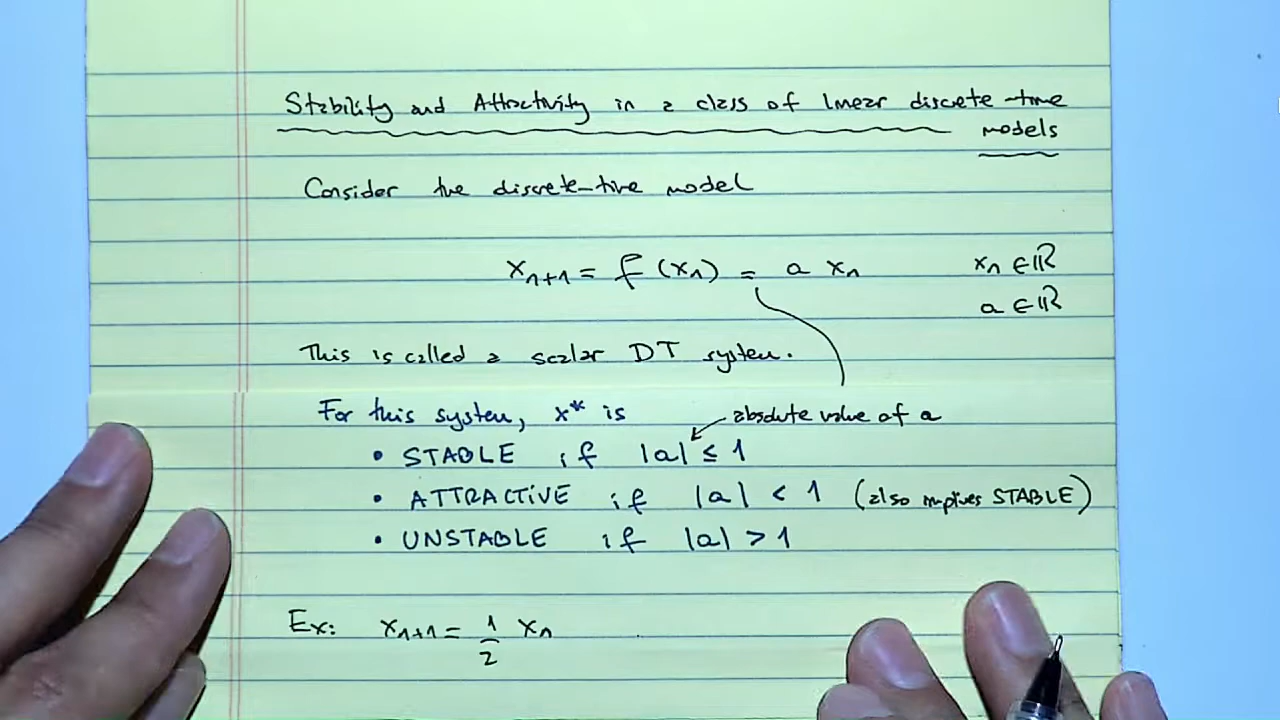 Stability and Attractivity in a class of linear discrete-time
models
Consider the discrete-time model
xₙ₊₁ = f(xₙ) = a xₙ xₙ ∈ ℝ
a ∈ ℝ
This is called a scalar DT system.
For this system, x* is
absolute value of a
• STABLE if |a| ≤ 1
• ATTRACTIVE if |a| < 1 (also implies STABLE)
• UNSTABLE if |a| > 1
Ex: xₙ₊₁ = 1/2 xₙ